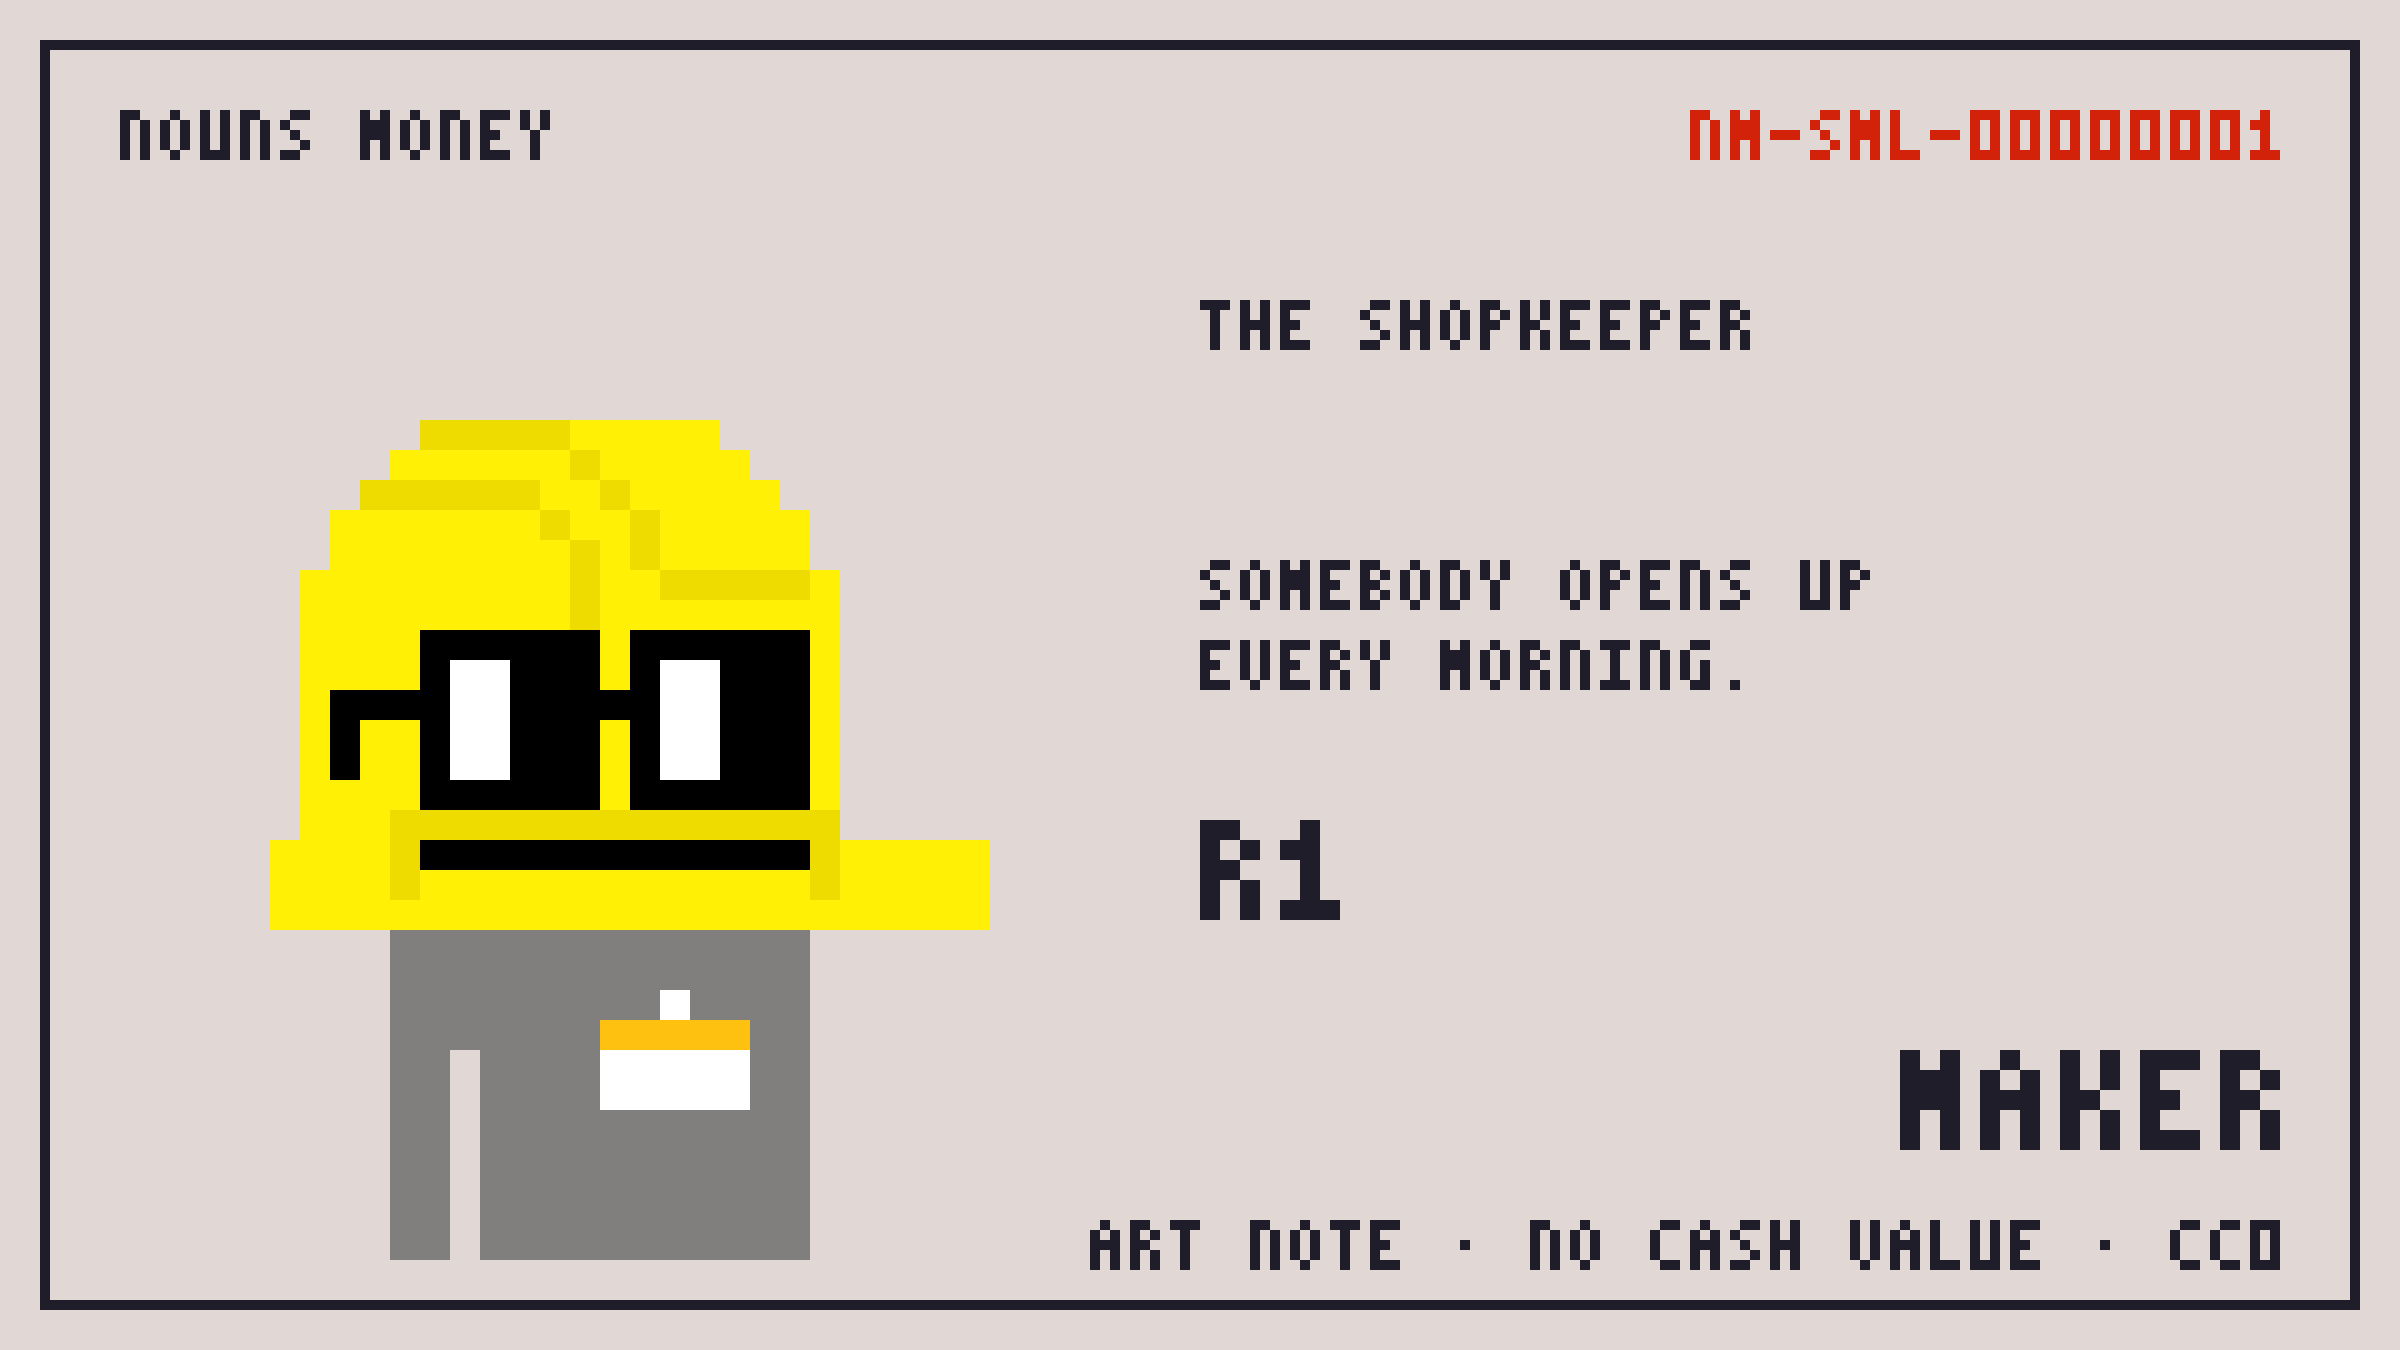 NOUNS MONEY
NM-SML-00000001
THE SHOPKEEPER
SOMEBODY OPENS UP
EVERY MORNING.
R1
MAKER
ART NOTE · NO CASH VALUE · CC0